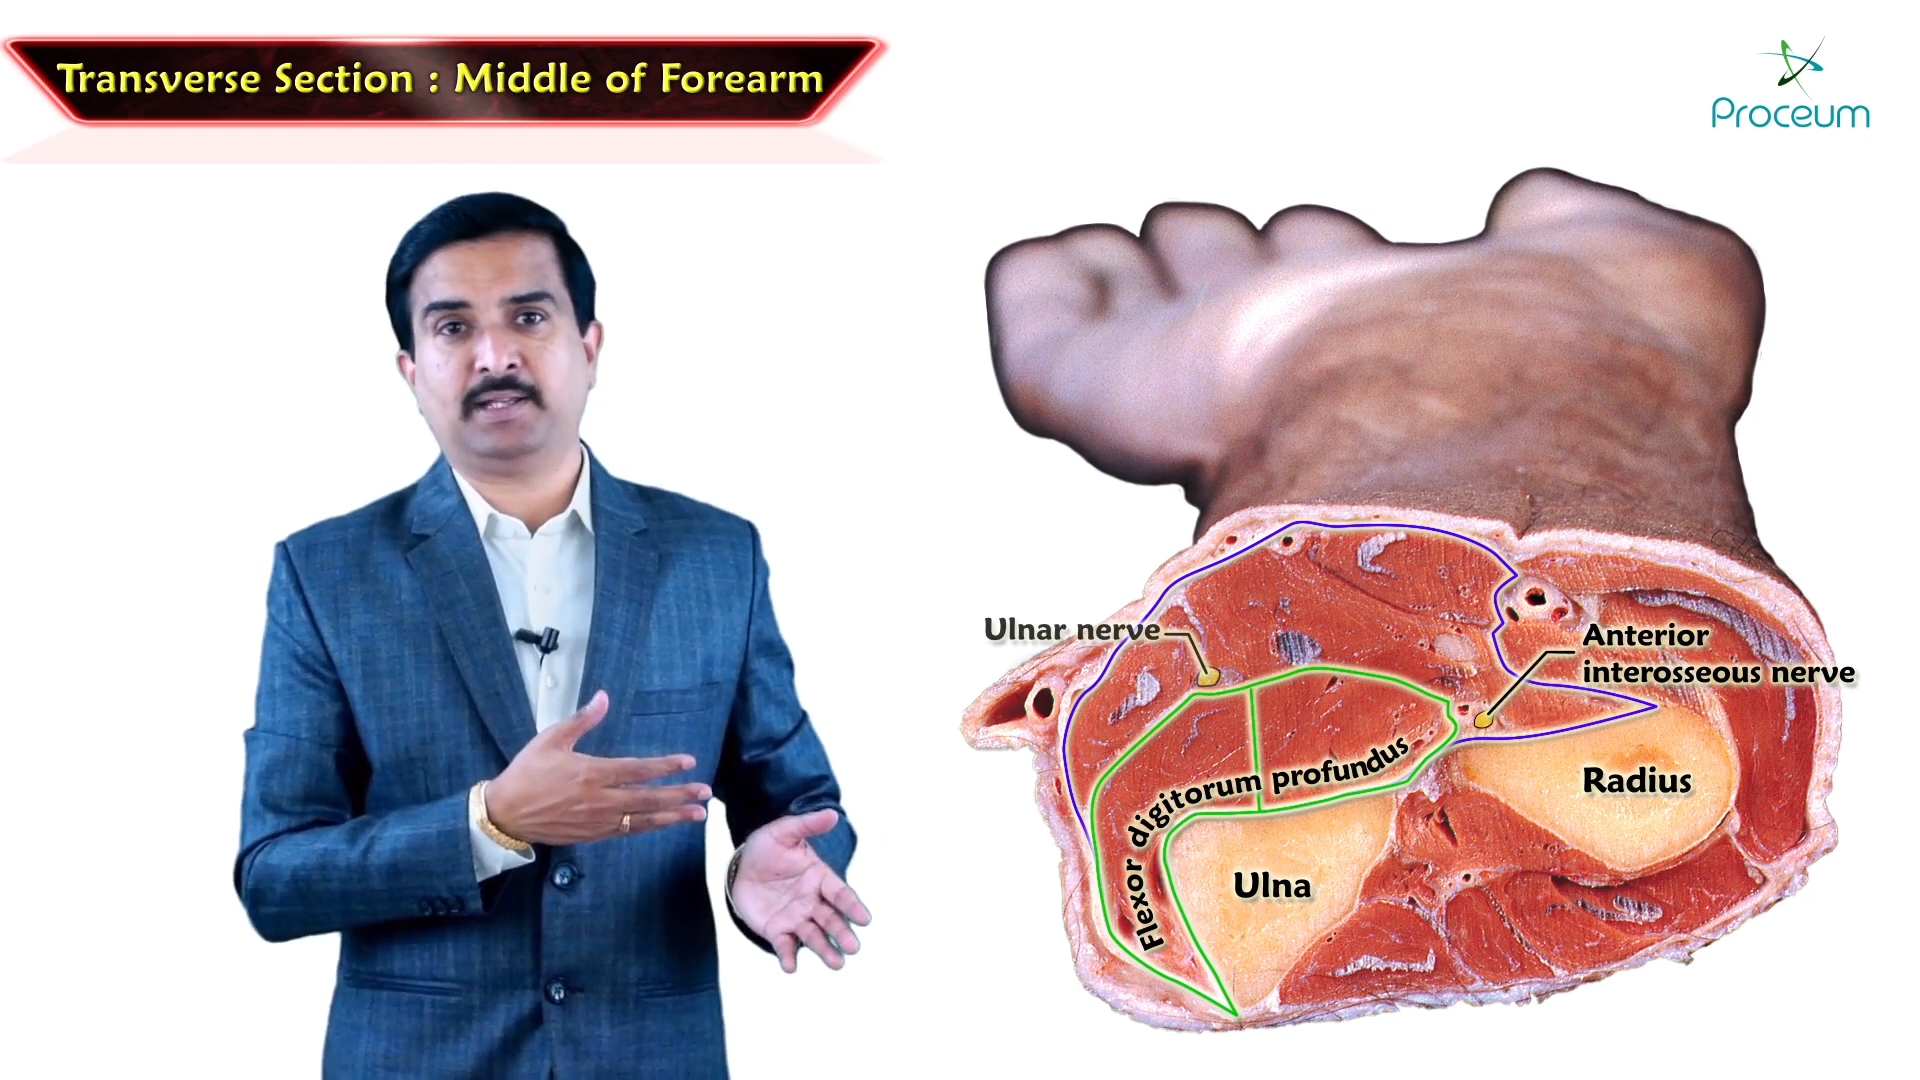 Transverse Section : Middle of Forearm
Proceum
Ulnar nerve
Anterior
interosseous nerve
Flexor digitorum profundus
Radius
Ulna